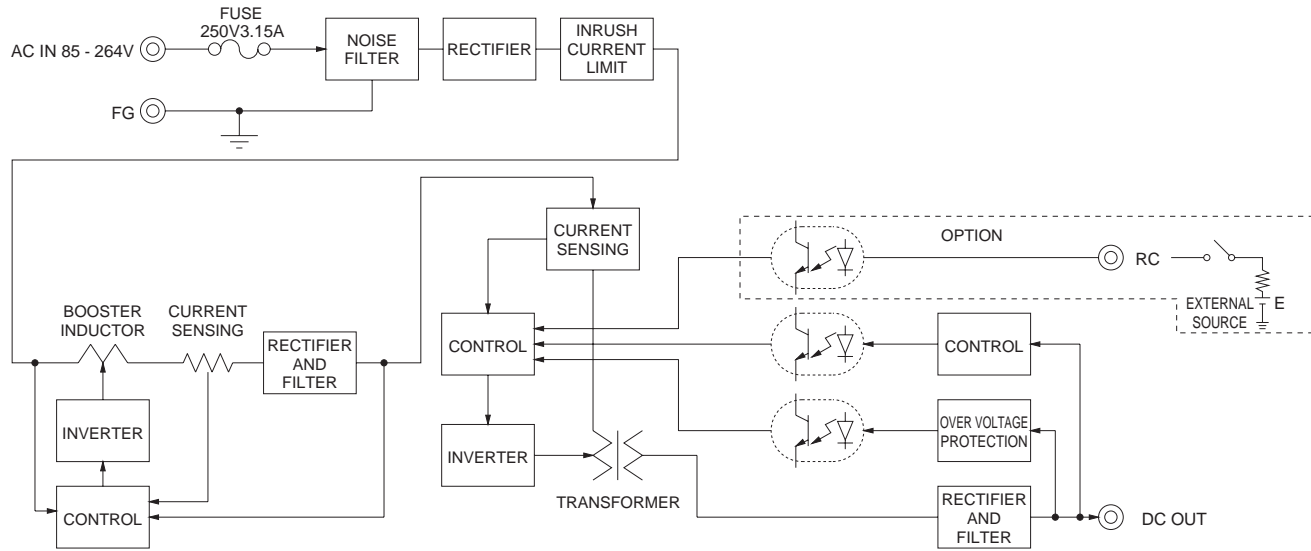 FUSE
250V3.15A
AC IN 85 - 264V
NOISE
FILTER
RECTIFIER
INRUSH
CURRENT
LIMIT
FG
CURRENT
SENSING
OPTION
RC
EXTERNAL
SOURCE
E
BOOSTER
INDUCTOR
CURRENT
SENSING
RECTIFIER
AND
FILTER
CONTROL
CONTROL
INVERTER
INVERTER
OVER VOLTAGE
PROTECTION
TRANSFORMER
CONTROL
RECTIFIER
AND
FILTER
DC OUT